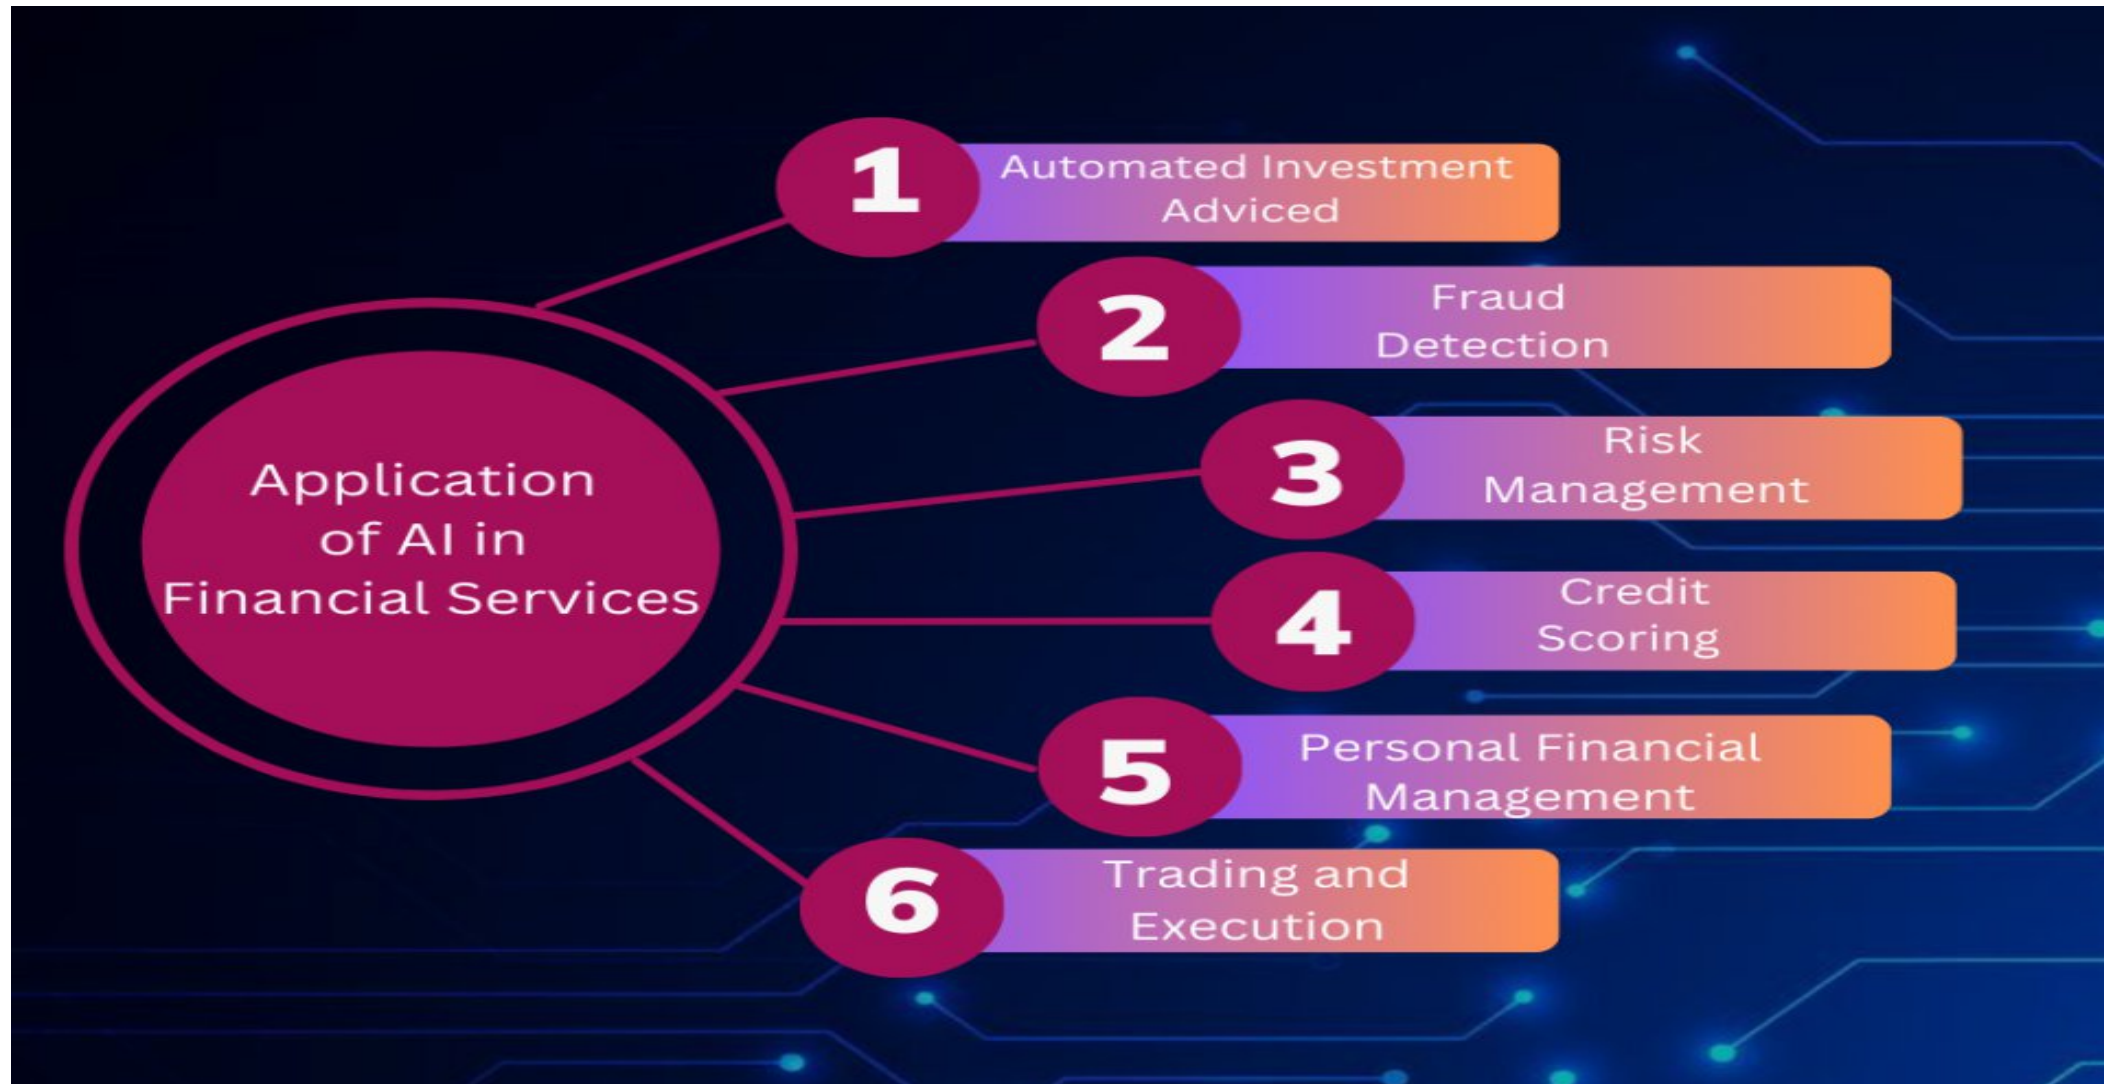 Application
of AI in
Financial Services
1
Automated Investment
Adviced
2
Fraud
Detection
3
Risk
Management
4
Credit
Scoring
5
Personal Financial
Management
6
Trading and
Execution